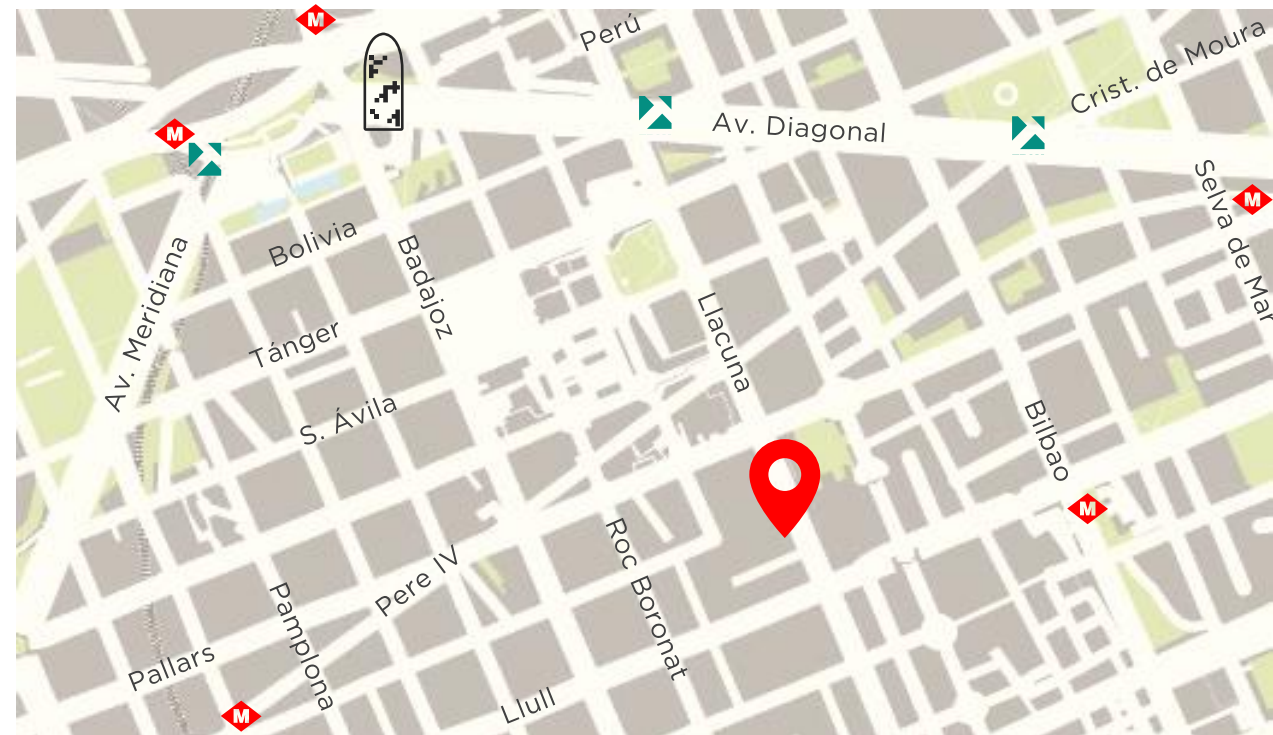 M
Perú
Crist. de Moura
M
Av. Diagonal
Selva de Mar
M
Bolivia
Badajoz
Av. Meridiana
Llacuna
Tánger
S. Ávila
Bilbao
M
Roc Boronat
Pere IV
Pamplona
Pallars
Llull
M